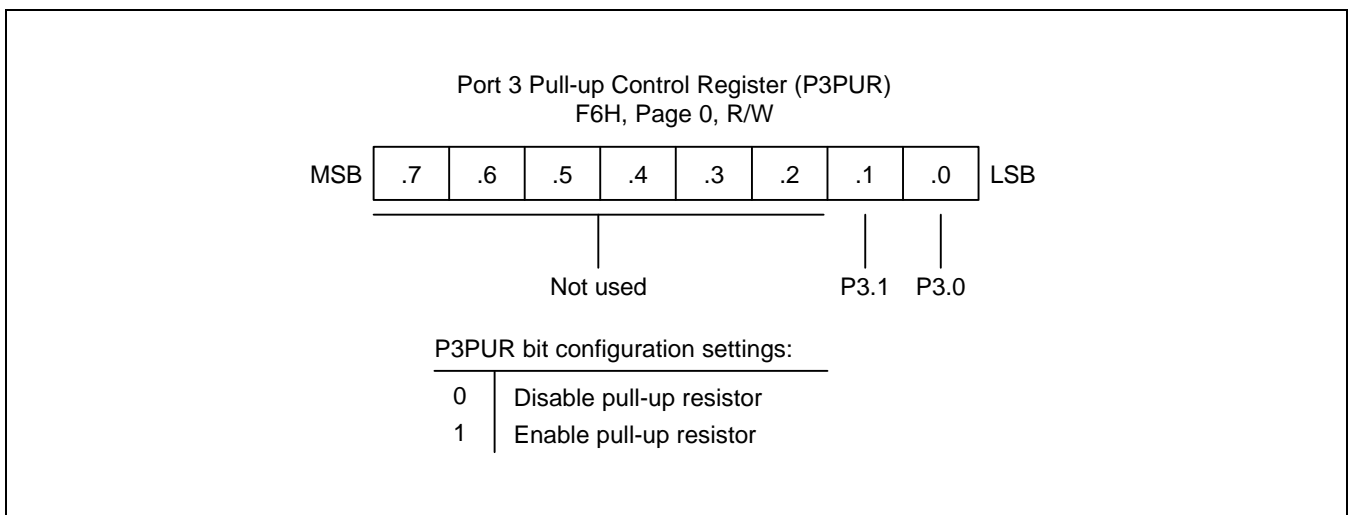 Port 3 Pull-up Control Register (P3PUR)
F6H, Page 0, R/W
MSB .7 .6 .5 .4 .3 .2 .1 .0 LSB
Not used P3.1 P3.0
P3PUR bit configuration settings:
0 Disable pull-up resistor
1 Enable pull-up resistor